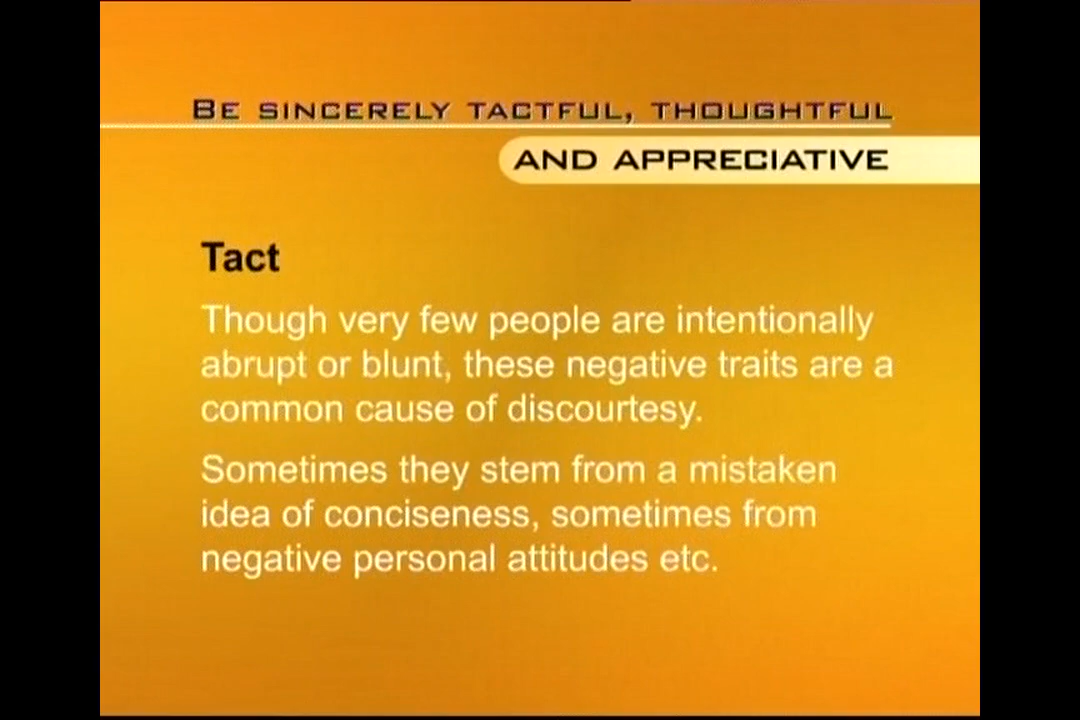 BE SINCERELY TACTFUL, THOUGHTFUL
AND APPRECIATIVE
Tact
Though very few people are intentionally
abrupt or blunt, these negative traits are a
common cause of discourtesy.
Sometimes they stem from a mistaken
idea of conciseness, sometimes from
negative personal attitudes etc.